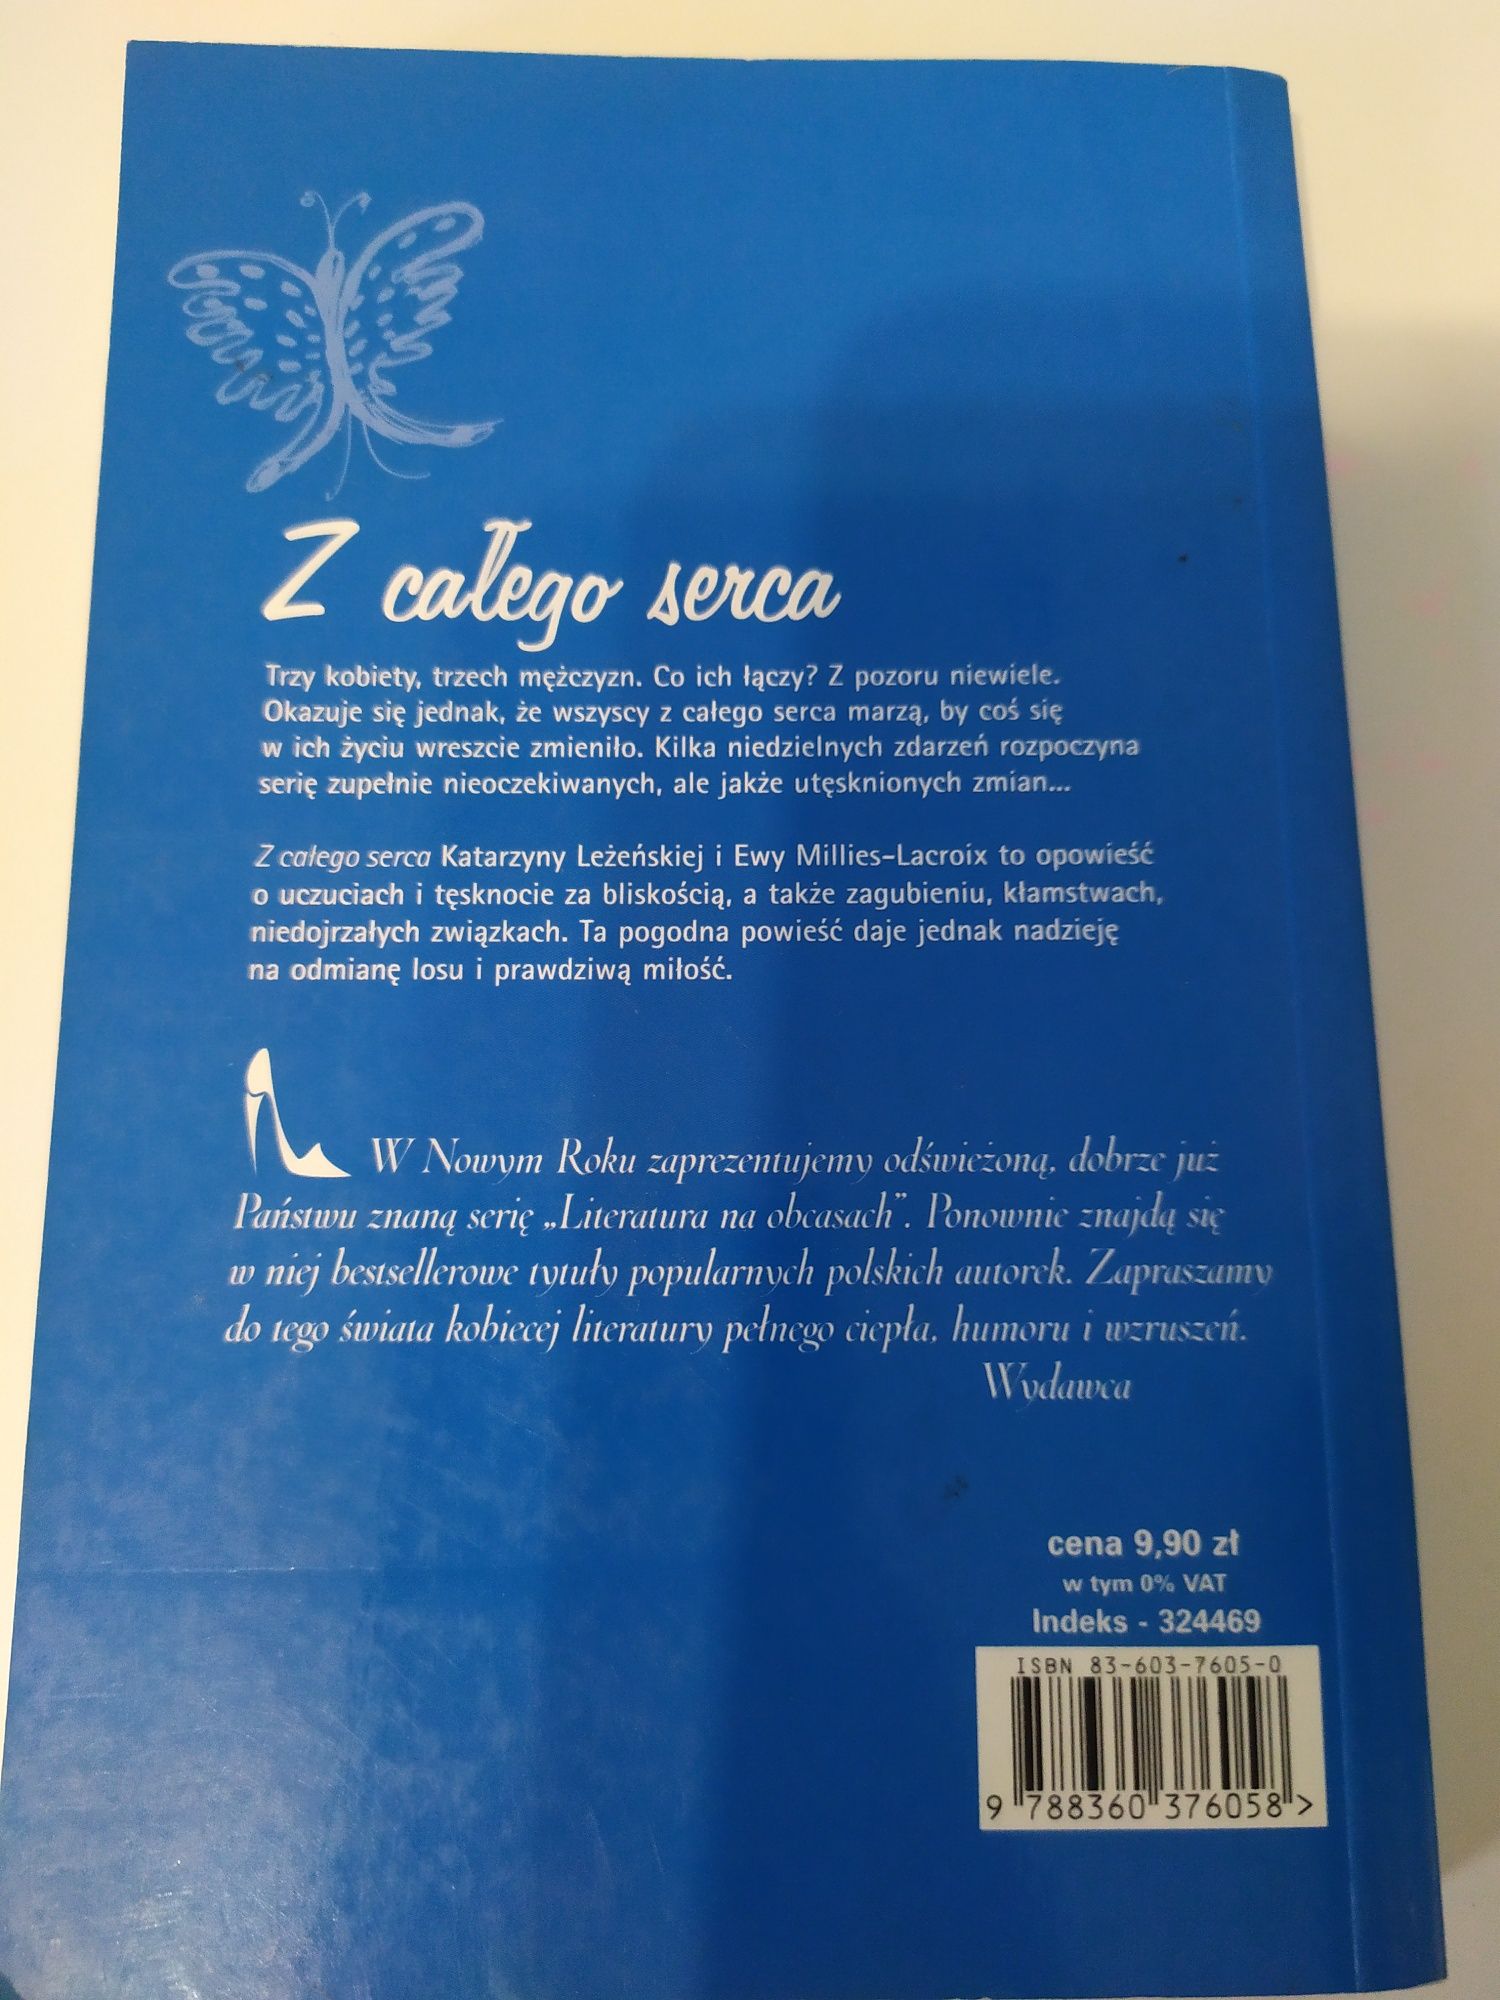 Z całego serca
Trzy kobiety, trzech mężczyzn. Co ich łączy? Z pozoru niewiele.
Okazuje się jednak, że wszyscy z całego serca marzą, by coś się
w ich życiu wreszcie zmieniło. Kilka niedzielnych zdarzeń rozpoczyna
serię zupełnie nieoczekiwanych, ale jakże utęsknionych zmian...
Z całego serca Katarzyny Leżeńskiej i Ewy Millies-Lacroix to opowieść
o uczuciach i tęsknocie za bliskością, a także zagubieniu, kłamstwach,
niedojrzałych związkach. Ta pogodna powieść daje jednak nadzieję
na odmianę losu i prawdziwą miłość.
W Nowym Roku zaprezentujemy odświeżoną, dobrze już
Państwu znaną serię „Literatura na obcasach”. Ponownie znajdą się
w niej bestsellerowe tytuły popularnych polskich autorek. Zapraszamy
do tego świata kobiecej literatury pełnego ciepła, humoru i wzruszeń.
Wydawca
cena 9,90 zł
w tym 0% VAT
Indeks - 324469
ISBN 83-603-7605-0
9 788360 376058 >